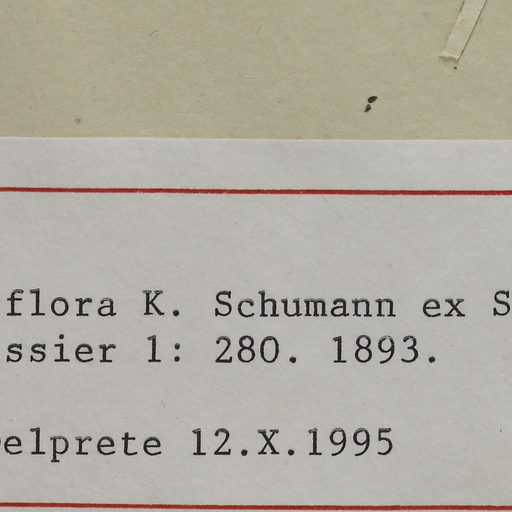 flora K. Schumann ex S
ssier 1: 280. 1893.
elprete 12.X.1995